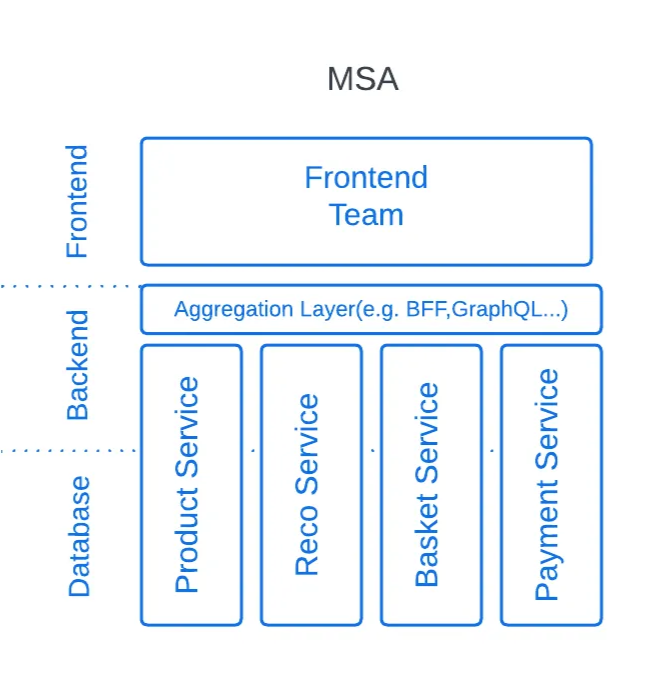 MSA
Frontend
Frontend
Team
Backend
Aggregation Layer(e.g. BFF,GraphQL...)
Database
Product Service
Reco Service
Basket Service
Payment Service